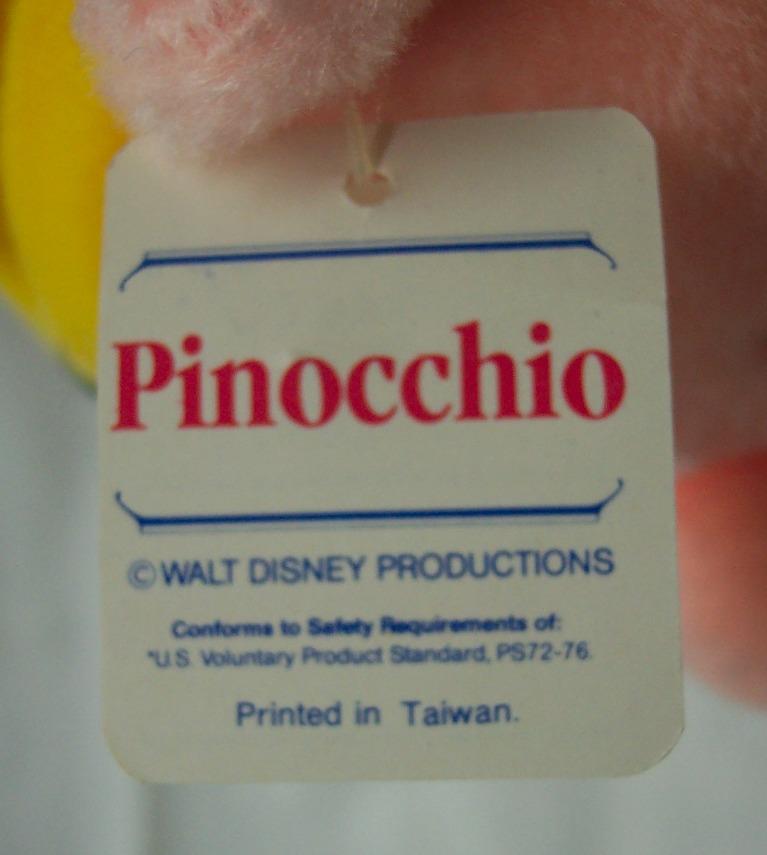 Pinocchio
©WALT DISNEY PRODUCTIONS
Conforms to Safety Requirements of:
*U.S. Voluntary Product Standard, PS72-76.
Printed in Taiwan.